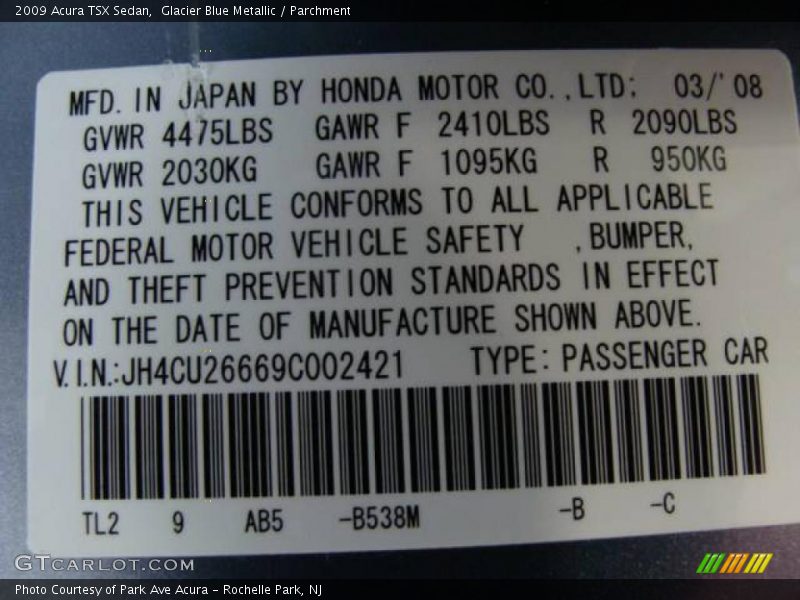 2009 Acura TSX Sedan,  Glacier Blue Metallic / Parchment
MFD. IN JAPAN BY HONDA MOTOR CO.,LTD; 03/'08
GVWR 4475LBS GAWR F 2410LBS R 2090LBS
GVWR 2030KG GAWR F 1095KG R 950KG
THIS VEHICLE CONFORMS TO ALL APPLICABLE
FEDERAL MOTOR VEHICLE SAFETY ,BUMPER,
AND THEFT PREVENTION STANDARDS IN EFFECT
ON THE DATE OF MANUFACTURE SHOWN ABOVE.
V.I.N.:JH4CU26669C002421 TYPE: PASSENGER CAR
TL2 9 AB5 -B538M -B -C
GTCARLOT.COM
Photo Courtesy of Park Ave Acura - Rochelle Park, NJ